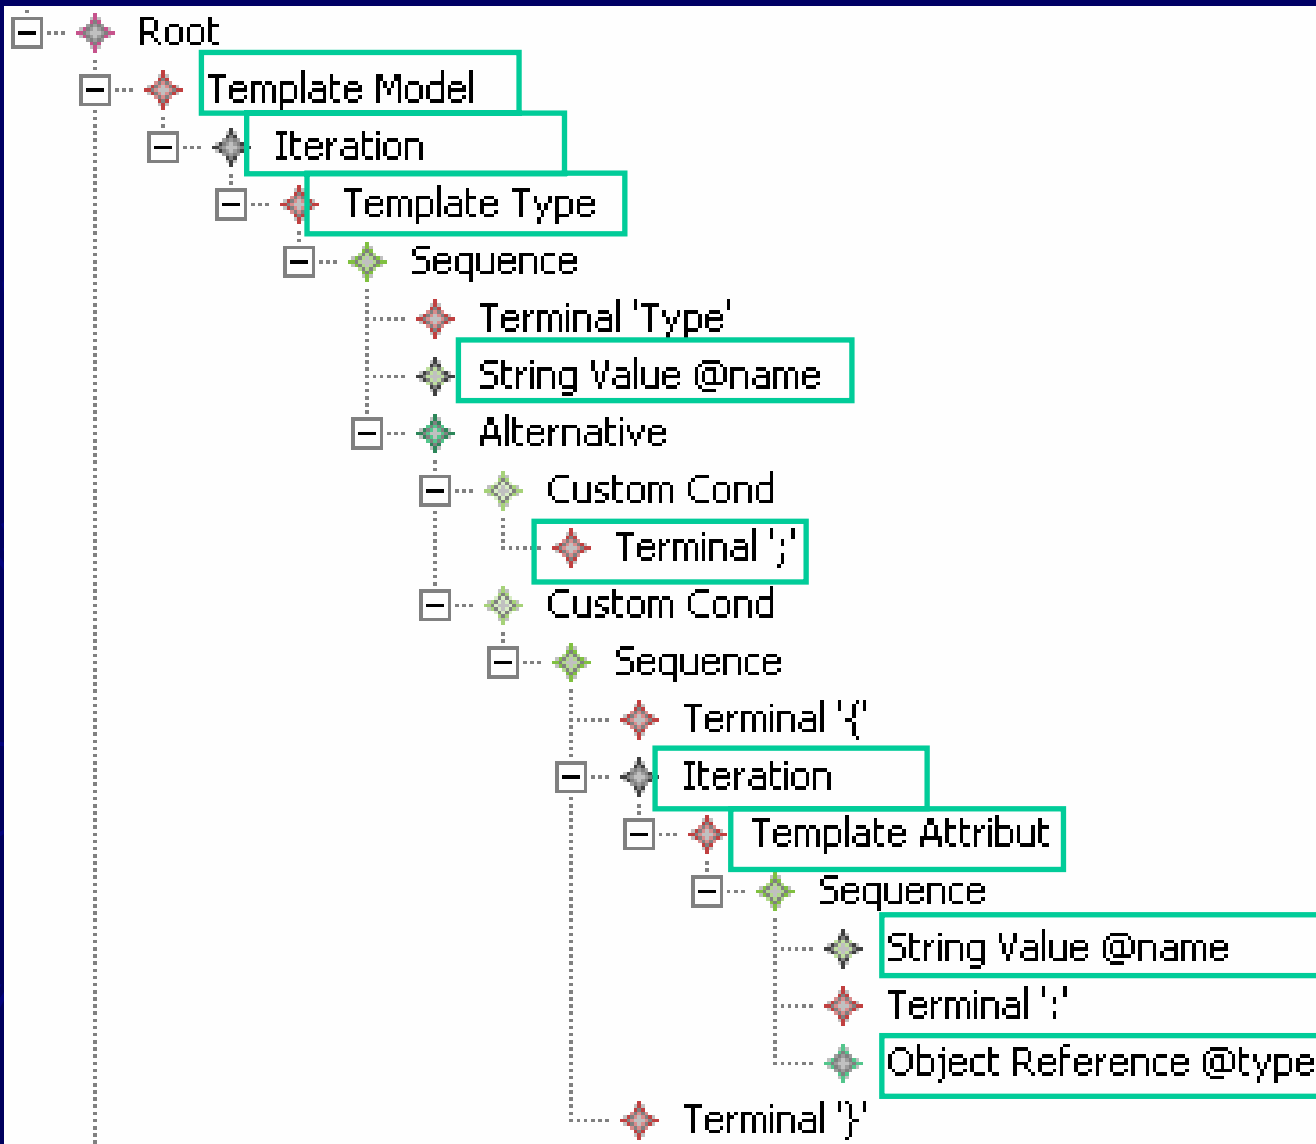 Root
Template Model
Iteration
Template Type
Sequence
Terminal 'Type'
String Value @name
Alternative
Custom Cond
Terminal ';'
Custom Cond
Sequence
Terminal '{'
Iteration
Template Attribut
Sequence
String Value @name
Terminal ':'
Object Reference @type
Terminal '}'